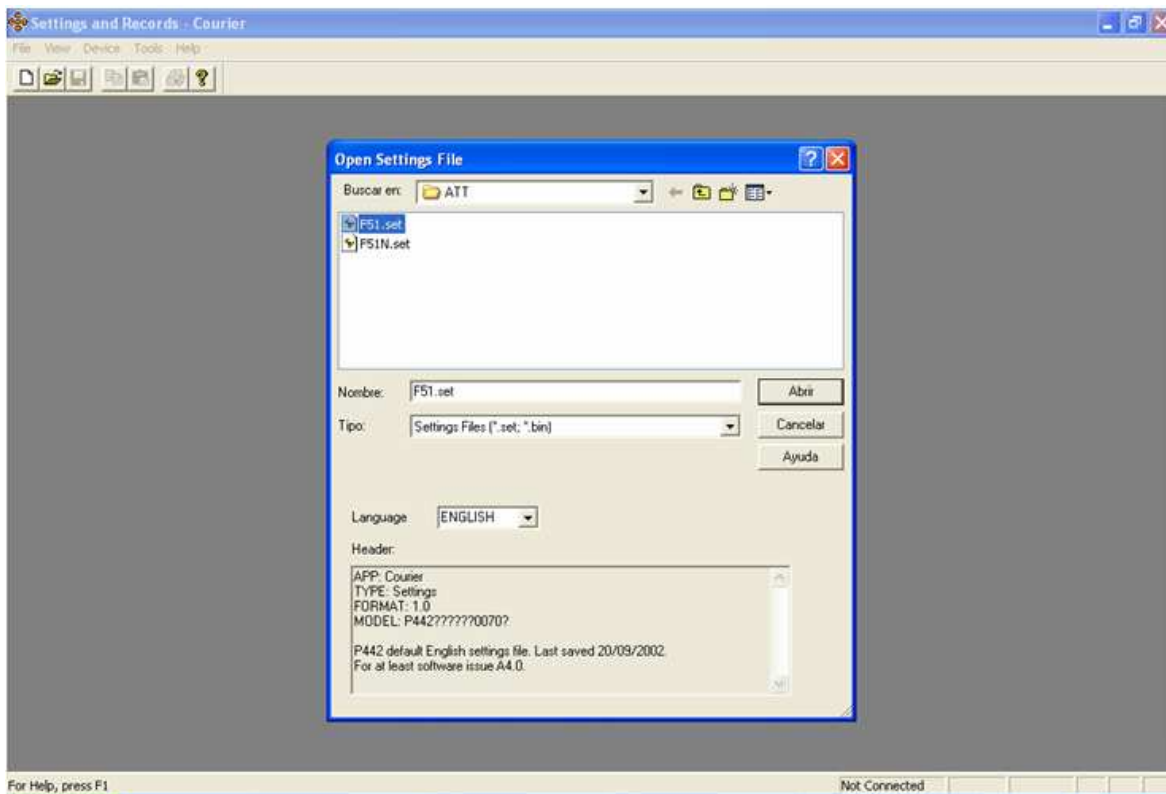 Settings and Records - Courier
File View Device Tools Help
Open Settings File
Buscar en: ATT
F51.set
F51N.set
Nombre: F51.set Abrir
Tipo: Settings Files (*.set; *.bin) Cancelar
Ayuda
Language ENGLISH
Header:
APP: Courier
TYPE: Settings
FORMAT: 1.0
MODEL: P442??????0070?
P442 default English settings file. Last saved 20/09/2002.
For at least software issue A4.0.
For Help, press F1 Not Connected